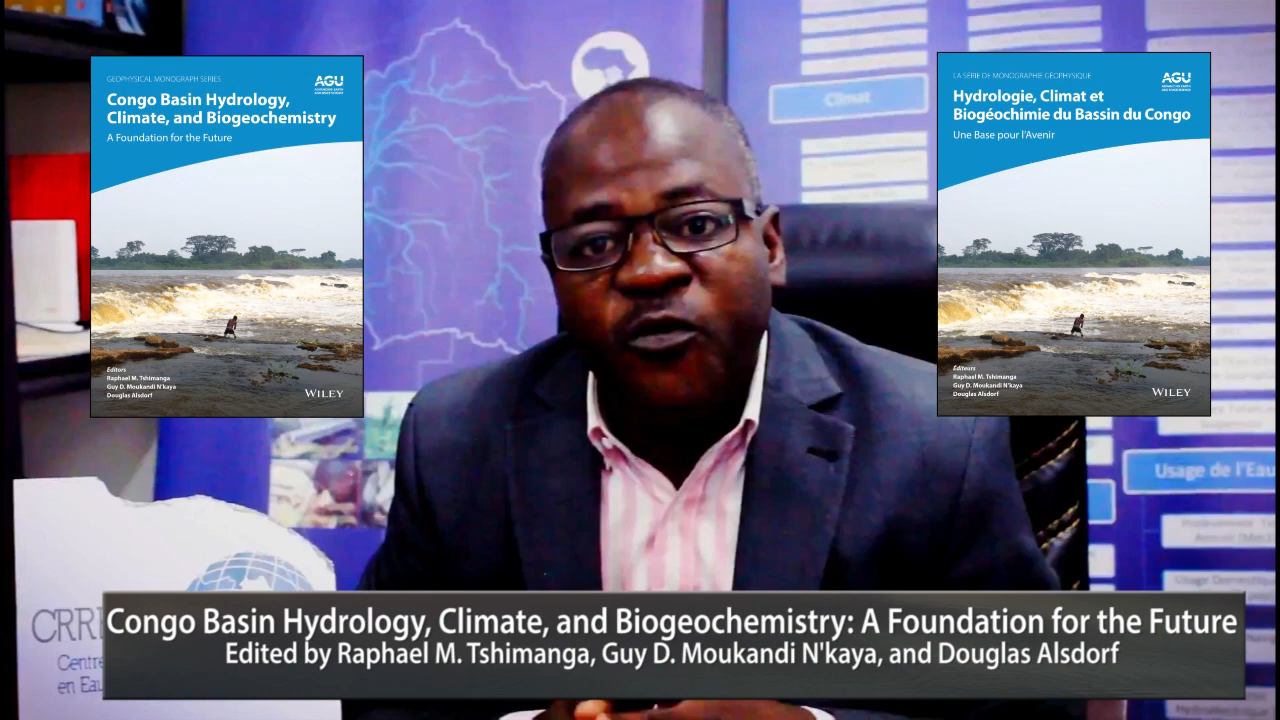 GEOPHYSICAL MONOGRAPH SERIES
AGU
Congo Basin Hydrology,
Climate, and Biogeochemistry
A Foundation for the Future
Editors
Raphael M. Tshimanga
Guy D. Moukandi N'kaya
Douglas Alsdorf
WILEY
Climat
LA SÉRIE DE MONOGRAPHIE GÉOPHYSIQUE
AGU
Hydrologie, Climat et
Biogéochimie du Bassin du Congo
Une Base pour l'Avenir
Éditeurs
Raphael M. Tshimanga
Guy D. Moukandi N'kaya
Douglas Alsdorf
WILEY
Usage de l'Eau
CRR
Centre
en Eau
Congo Basin Hydrology, Climate, and Biogeochemistry: A Foundation for the Future
Edited by Raphael M. Tshimanga, Guy D. Moukandi N'kaya, and Douglas Alsdorf